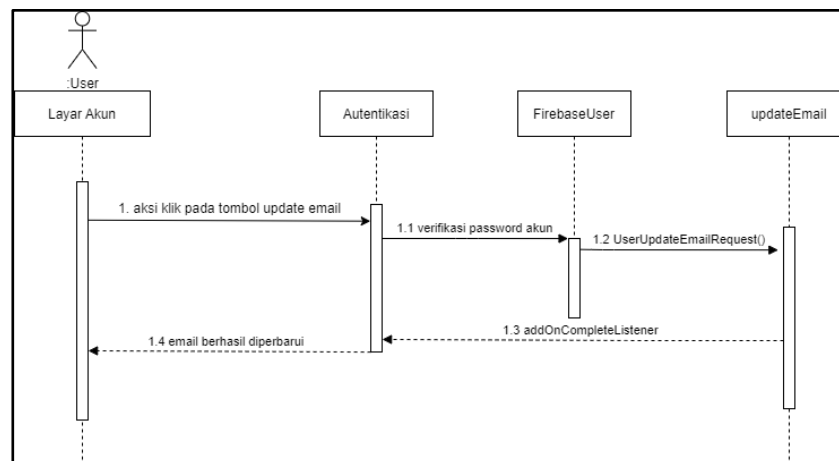 :User
Layar Akun
Autentikasi
FirebaseUser
updateEmail
1. aksi klik pada tombol update email
1.1 verifikasi password akun
1.2 UserUpdateEmailRequest()
1.3 addOnCompleteListener
1.4 email berhasil diperbarui